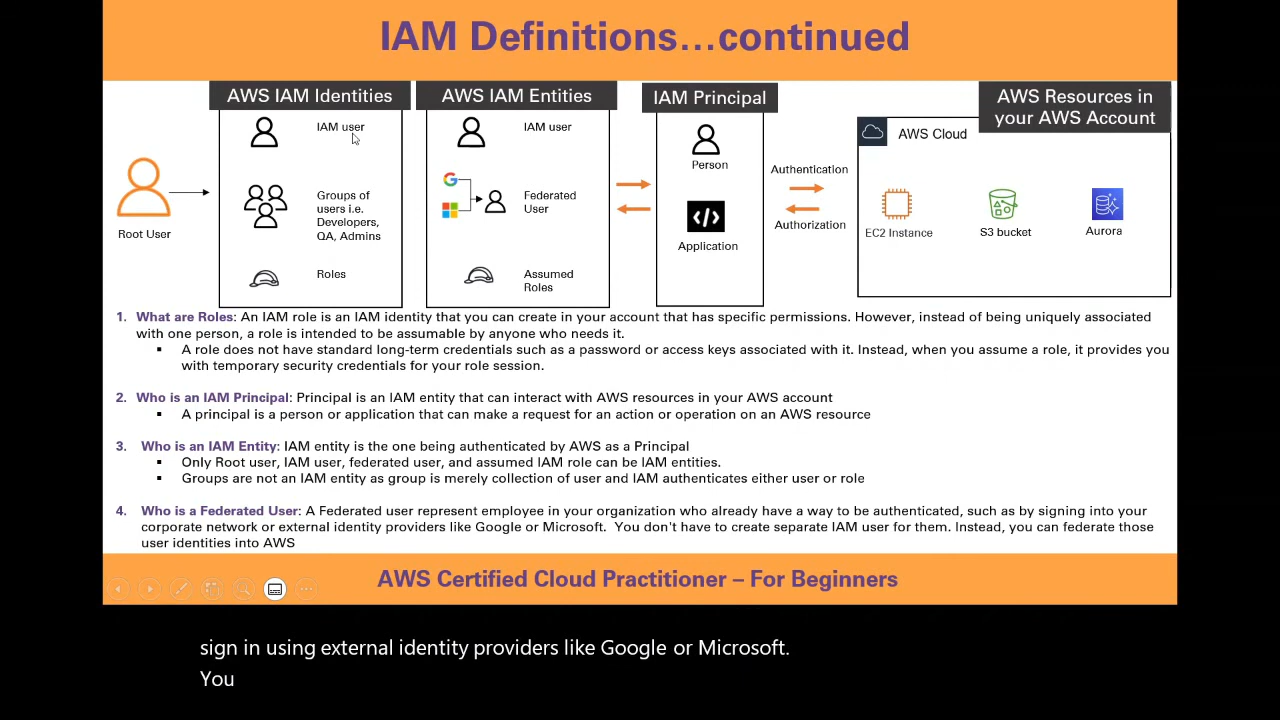 IAM Definitions...continued
AWS IAM Identities
AWS IAM Entities
IAM Principal
AWS Resources in
your AWS Account
Root User
IAM user
Groups of
users i.e.
Developers,
QA, Admins
Roles
IAM user
Federated
User
Assumed
Roles
Person
</>
Application
Authentication
Authorization
AWS Cloud
EC2 Instance
S3 bucket
Aurora
1. What are Roles: An IAM role is an IAM identity that you can create in your account that has specific permissions. However, instead of being uniquely associated
with one person, a role is intended to be assumable by anyone who needs it.
▪ A role does not have standard long-term credentials such as a password or access keys associated with it. Instead, when you assume a role, it provides you
with temporary security credentials for your role session.
2. Who is an IAM Principal: Principal is an IAM entity that can interact with AWS resources in your AWS account
▪ A principal is a person or application that can make a request for an action or operation on an AWS resource
3. Who is an IAM Entity: IAM entity is the one being authenticated by AWS as a Principal
▪ Only Root user, IAM user, federated user, and assumed IAM role can be IAM entities.
▪ Groups are not an IAM entity as group is merely collection of user and IAM authenticates either user or role
4. Who is a Federated User: A Federated user represent employee in your organization who already have a way to be authenticated, such as by signing into your
corporate network or external identity providers like Google or Microsoft. You don't have to create separate IAM user for them. Instead, you can federate those
user identities into AWS
AWS Certified Cloud Practitioner – For Beginners
sign in using external identity providers like Google or Microsoft.
You